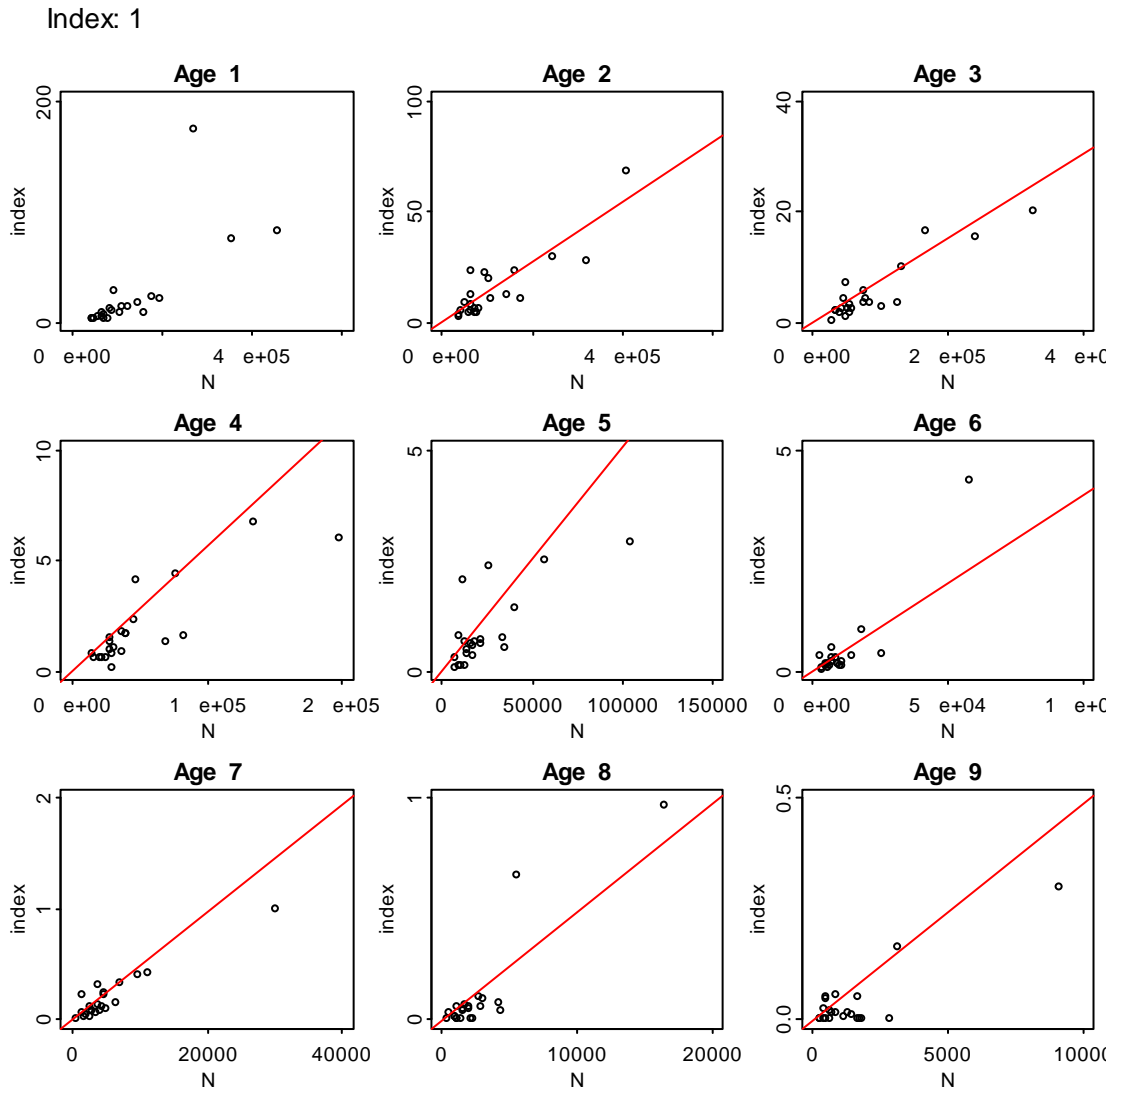 Index: 1
Age 1
Age 2
Age 3
200
0
index
0 e+00 4 e+05
N
100
50
0
index
0 e+00 4 e+05
N
40
20
0
index
0 e+00 2 e+05 4 e+0
N
Age 4
Age 5
Age 6
10
5
0
index
0 e+00 1 e+05 2 e+05
N
5
0
index
0 50000 100000 150000
N
5
0
index
0 e+00 5 e+04 1 e+0
N
Age 7
Age 8
Age 9
2
1
0
index
0 20000 40000
N
1
0
index
0 10000 20000
N
0.5
0.0
index
0 5000 10000
N